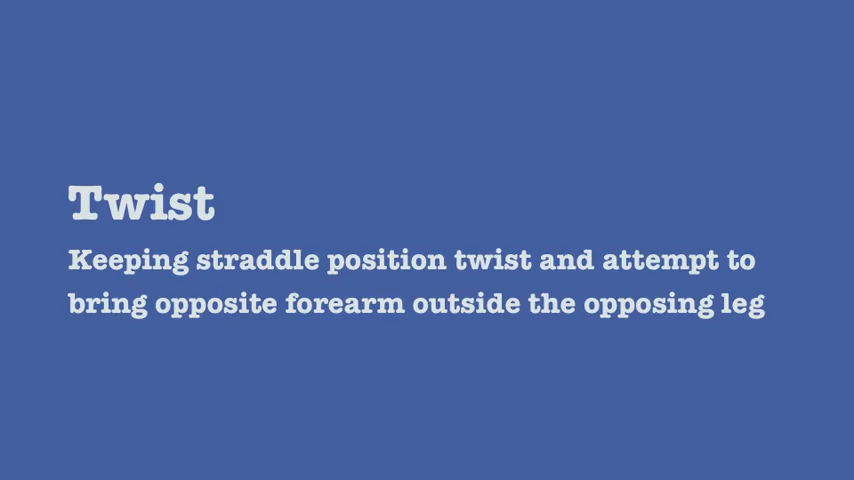 Twist
Keeping straddle position twist and attempt to
bring opposite forearm outside the opposing leg